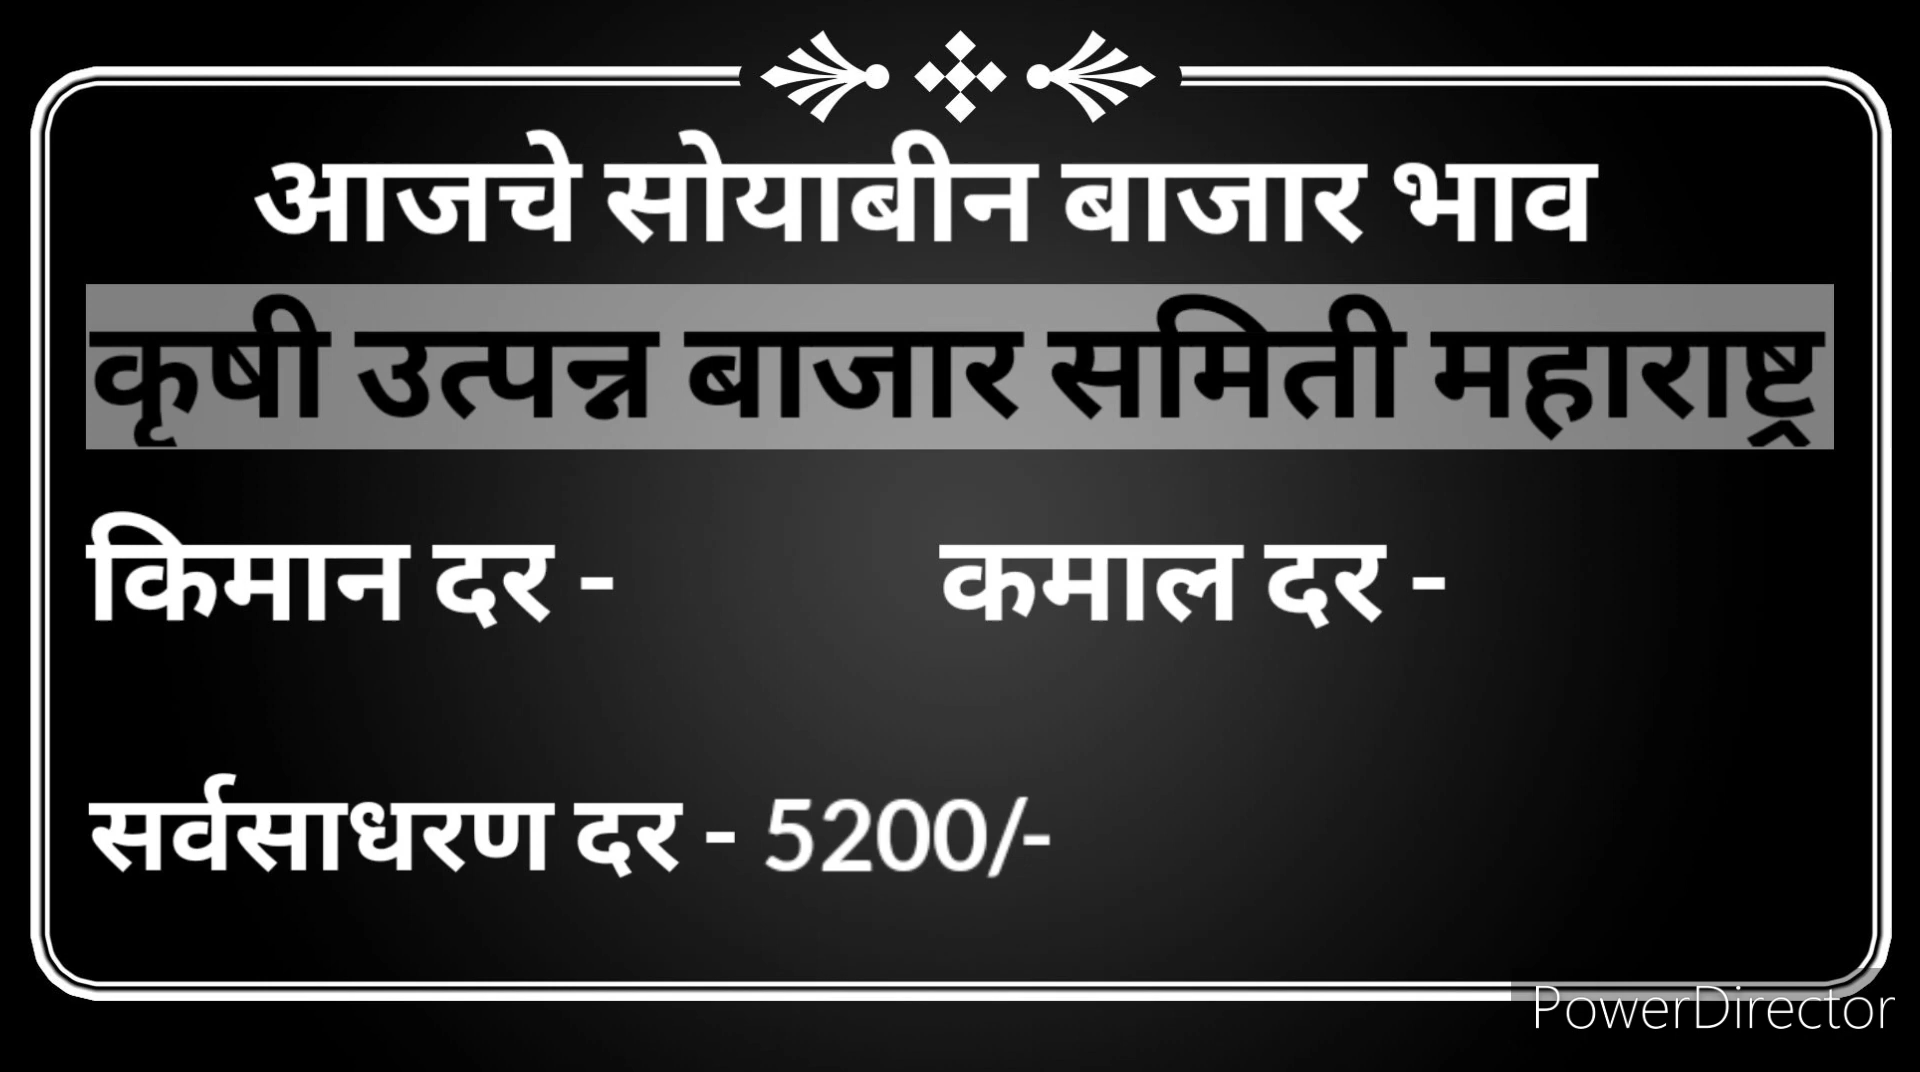 आजचे सोयाबीन बाजार भाव
कृषी उत्पन्न बाजार समिती महाराष्ट्र
किमान दर - कमाल दर -
सर्वसाधरण दर - 5200/-
PowerDirector